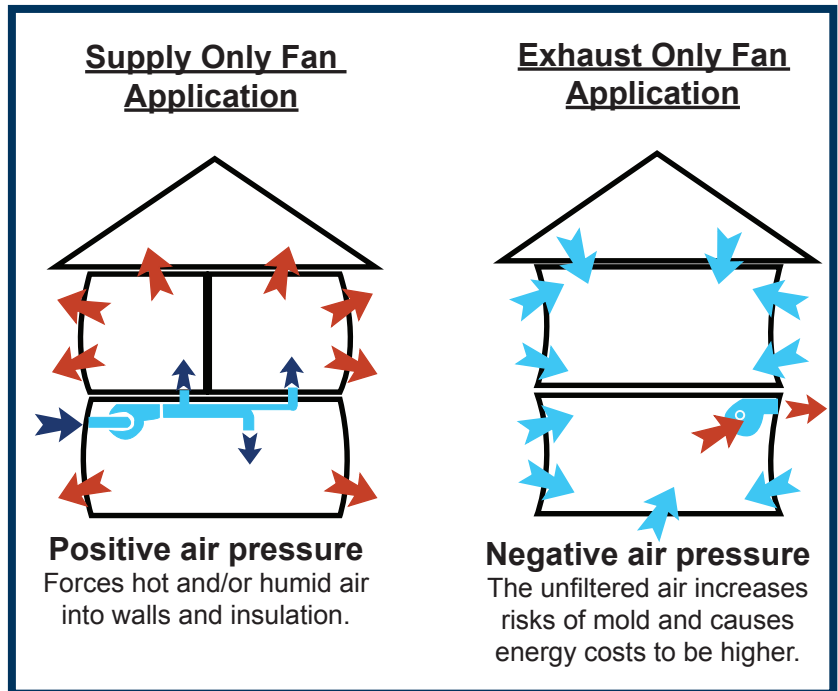 Supply Only Fan
Application
Positive air pressure
Forces hot and/or humid air
into walls and insulation.
Exhaust Only Fan
Application
Negative air pressure
The unfiltered air increases
risks of mold and causes
energy costs to be higher.